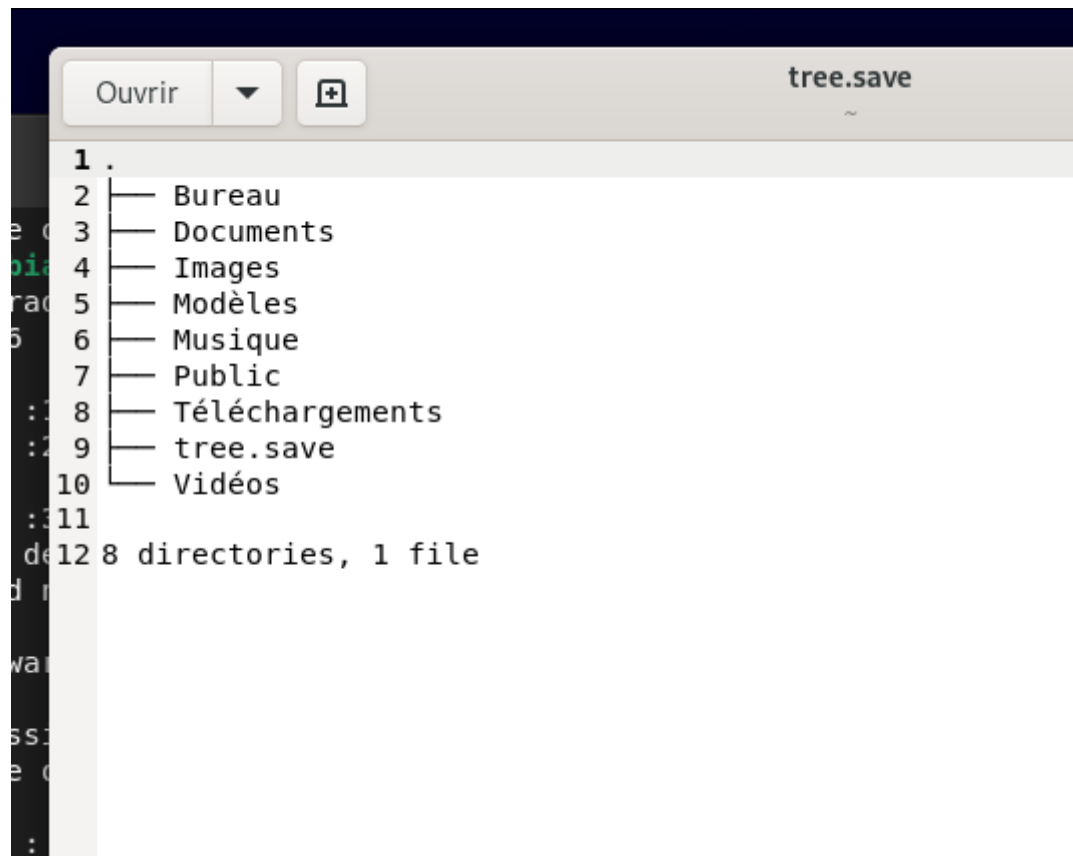 Ouvrir
tree.save
~
1 .
2 ├── Bureau
3 ├── Documents
4 ├── Images
5 ├── Modèles
6 ├── Musique
7 ├── Public
8 ├── Téléchargements
9 ├── tree.save
10 └── Vidéos
11
12 8 directories, 1 file